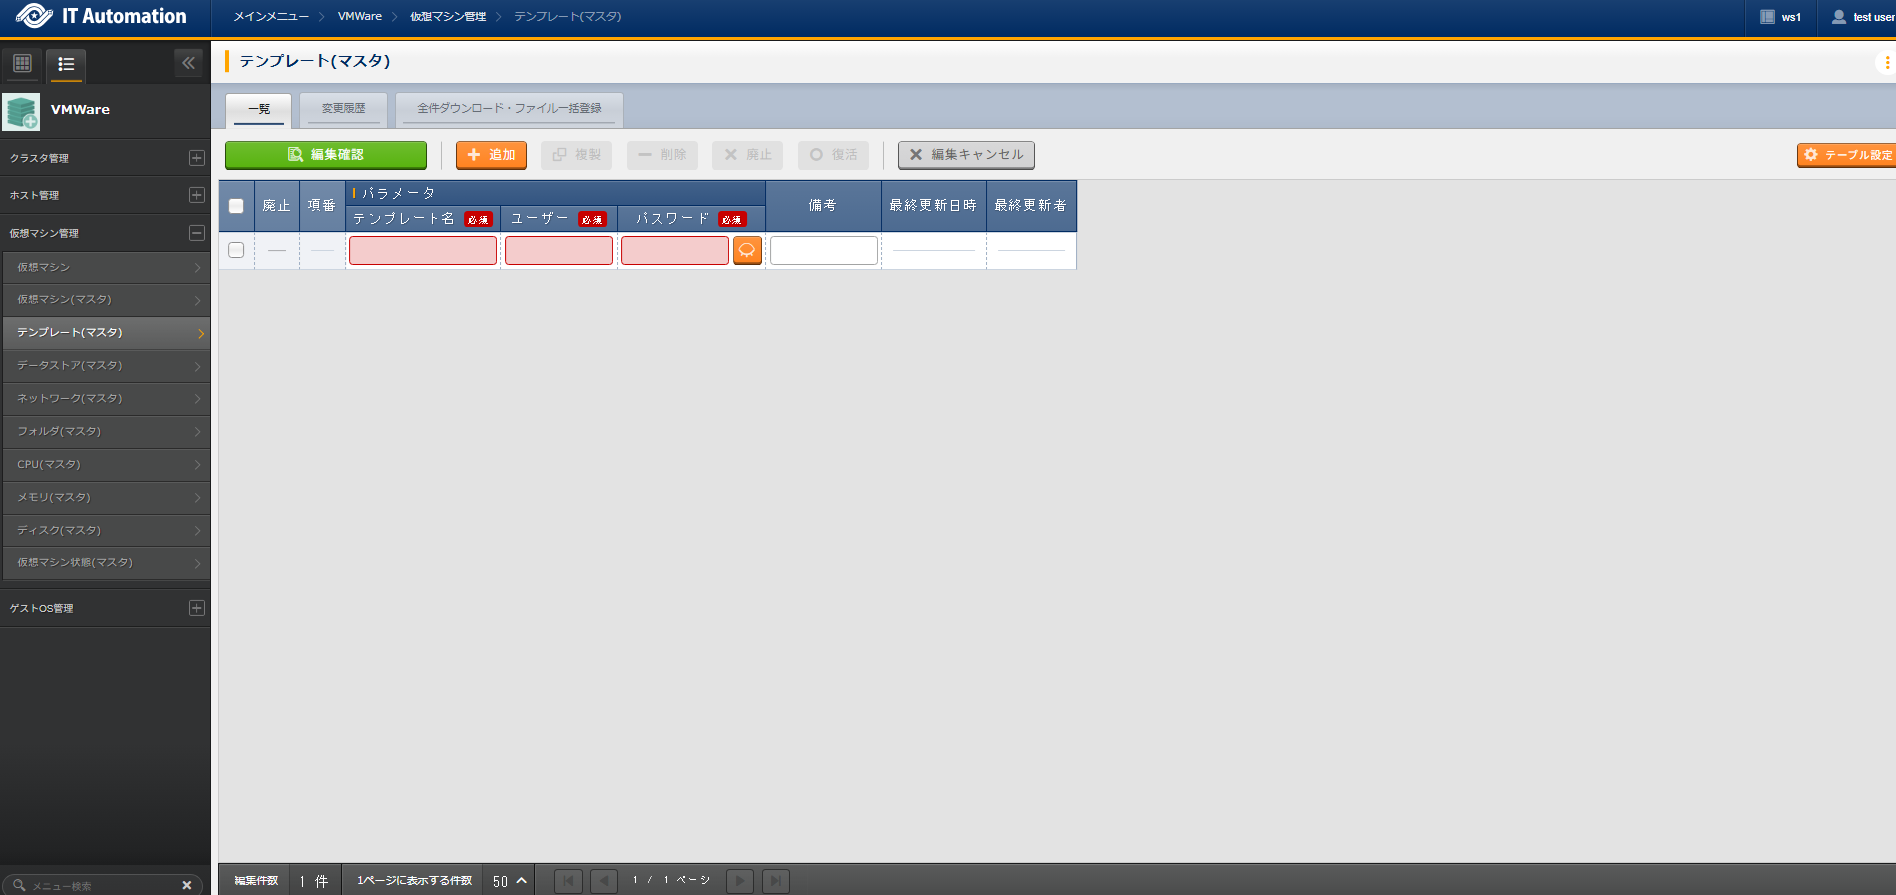 IT Automation
メインメニュー
VMWare
仮想マシン管理
テンプレート(マスタ)
ws1
test user
テンプレート(マスタ)
VMWare
クラスタ管理
ホスト管理
仮想マシン管理
仮想マシン
仮想マシン(マスタ)
テンプレート(マスタ)
データストア(マスタ)
ネットワーク(マスタ)
フォルダ(マスタ)
CPU(マスタ)
メモリ(マスタ)
ディスク(マスタ)
仮想マシン状態(マスタ)
ゲストOS管理
メニュー検索
一覧
変更履歴
全件ダウンロード・ファイル一括登録
編集確認
追加
複製
削除
廃止
復活
編集キャンセル
テーブル設定
廃止
項番
パラメータ
テンプレート名 必須
ユーザー 必須
パスワード 必須
備考
最終更新日時
最終更新者
編集件数
1 件
1ページに表示する件数
50
1 / 1 ページ